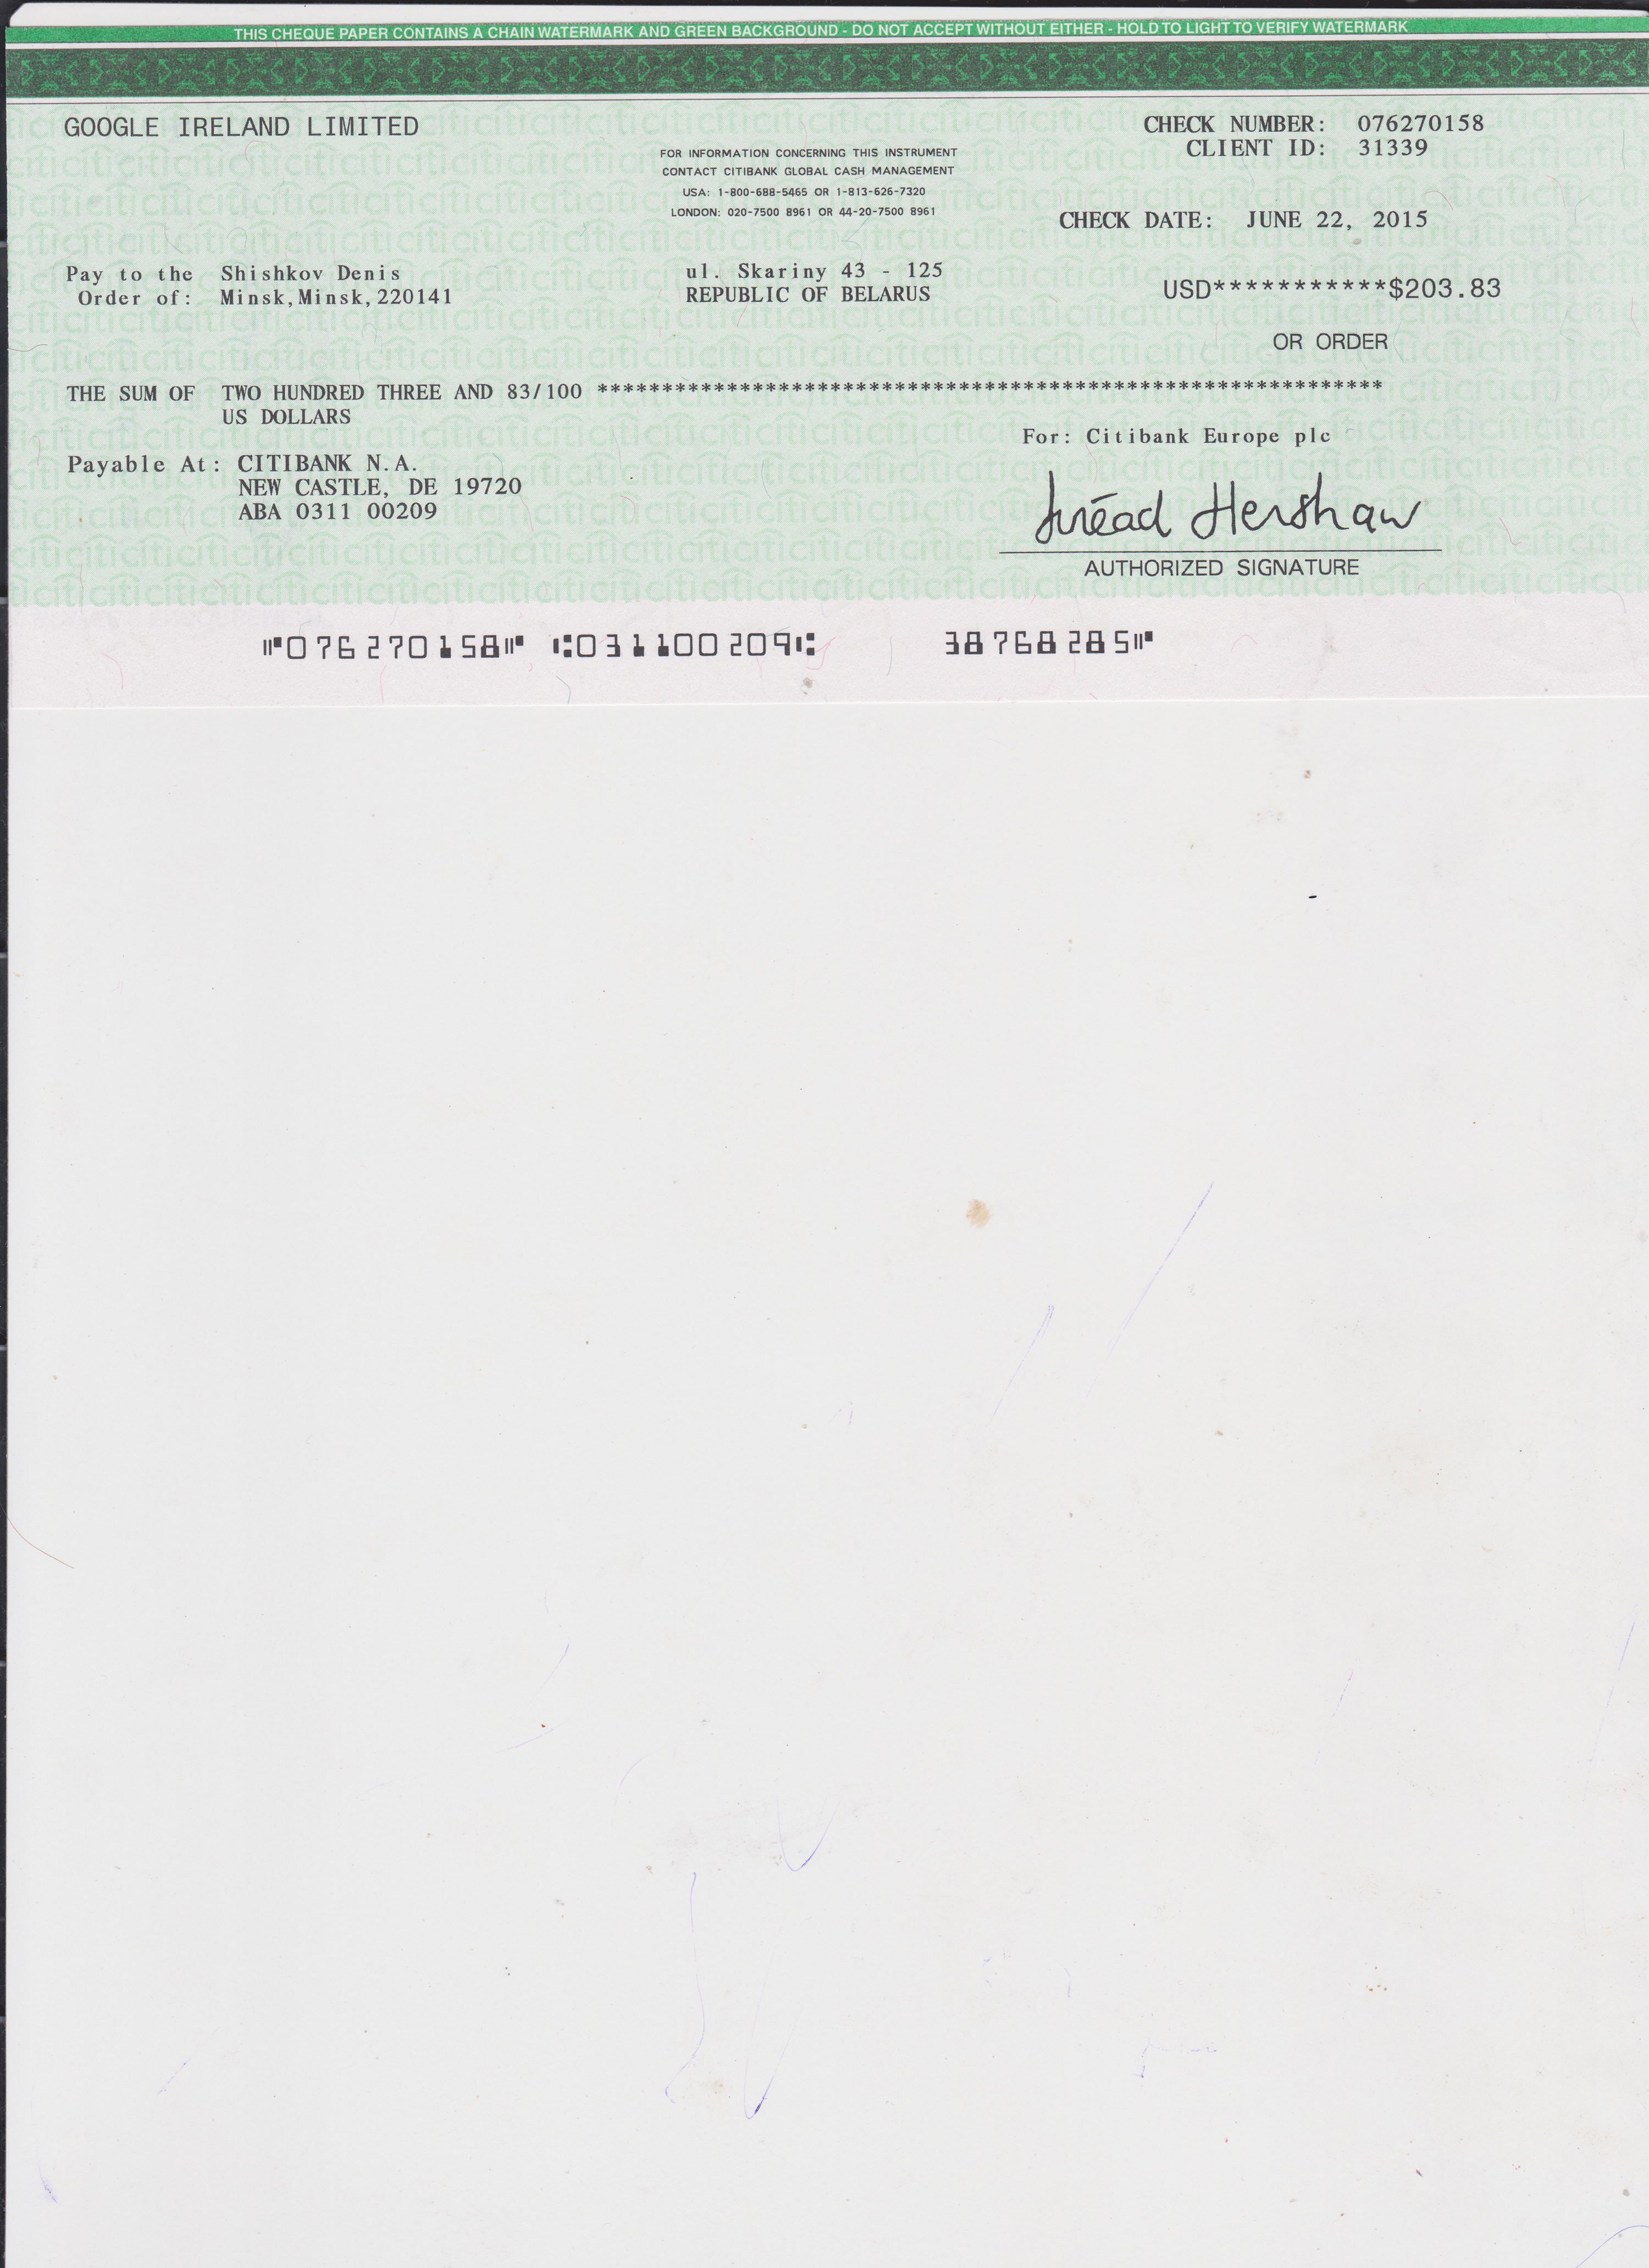 THIS CHEQUE PAPER CONTAINS A CHAIN WATERMARK AND GREEN BACKGROUND - DO NOT ACCEPT WITHOUT EITHER - HOLD TO LIGHT TO VERIFY WATERMARK
GOOGLE IRELAND LIMITED
CHECK NUMBER: 076270158
CLIENT ID: 31339
FOR INFORMATION CONCERNING THIS INSTRUMENT
CONTACT CITIBANK GLOBAL CASH MANAGEMENT
USA: 1-800-688-5465 OR 1-813-626-7320
LONDON: 020-7500 8961 OR 44-20-7500 8961
CHECK DATE: JUNE 22, 2015
Pay to the Shishkov Denis ul. Skariny 43 - 125
Order of: Minsk,Minsk,220141 REPUBLIC OF BELARUS
USD***********$203.83
OR ORDER
THE SUM OF TWO HUNDRED THREE AND 83/100 *************************************************************
US DOLLARS
For: Citibank Europe plc
Payable At: CITIBANK N.A.
NEW CASTLE, DE 19720
ABA 0311 00209
Hershaw
AUTHORIZED SIGNATURE
⑈076270158⑈ ⑆031100209⑆ 38768285⑈